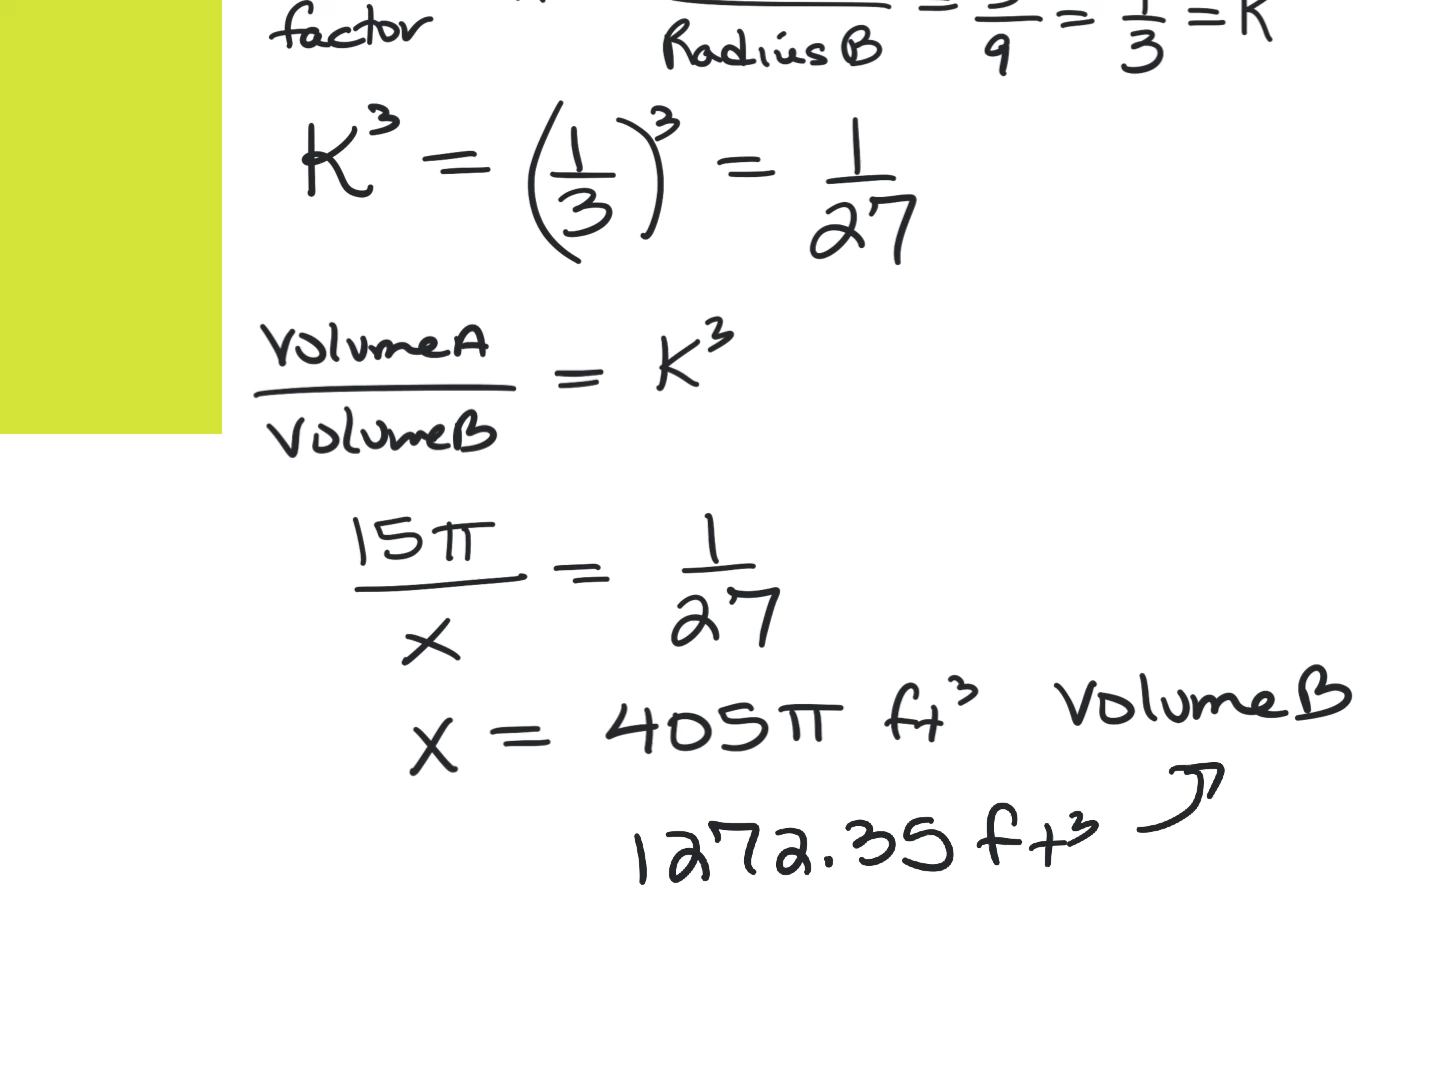 factor Radius B = 3/9 = 1/3 = K
K³ = (1/3)³ = 1/27
Volume A / Volume B = K³
15π / x = 1/27
x = 405π ft³ Volume B
1272.35 ft³